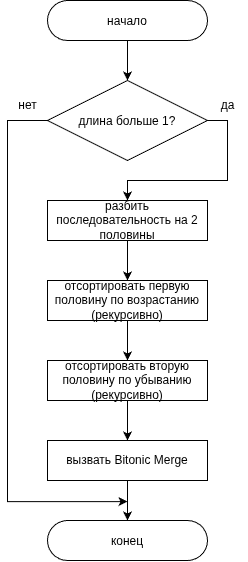 начало
нет
да
длина больше 1?
разбить
последовательность на 2
половины
отсортировать первую
половину по возрастанию
(рекурсивно)
отсортировать вторую
половину по убыванию
(рекурсивно)
вызвать Bitonic Merge
конец